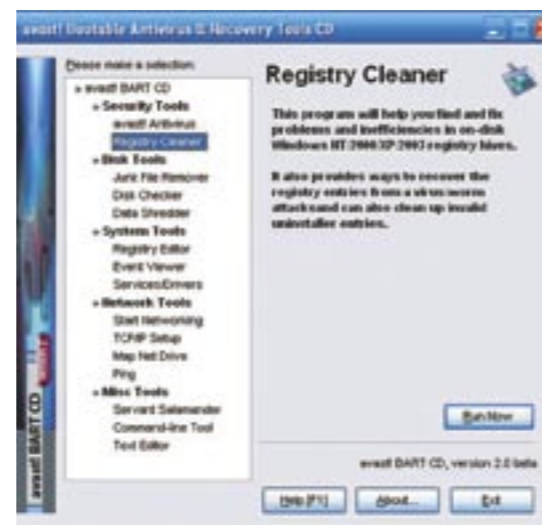 avast! Bootable Antivirus & Recovery Tools CD
Please make a selection:
avast! BART CD
Security Tools
avast! Antivirus
Registry Cleaner
Disk Tools
Junk File Remover
Disk Checker
Data Shredder
System Tools
Registry Editor
Event Viewer
Services/Drivers
Network Tools
Start Networking
TCP/IP Setup
Map Net Drive
Ping
Misc Tools
Servant Salamander
Command-line Tool
Text Editor
Registry Cleaner
This program will help you find and fix
problems and inefficiencies in on-disk
Windows NT/2000/XP/2003 registry hives.
It also provides ways to recover the
registry entries from a virus/worm
attack and can also clean up invalid
uninstaller entries.
Run Now
avast! BART CD, version 2.0 beta
Help [F1]
About...
Exit
avast! BART CD